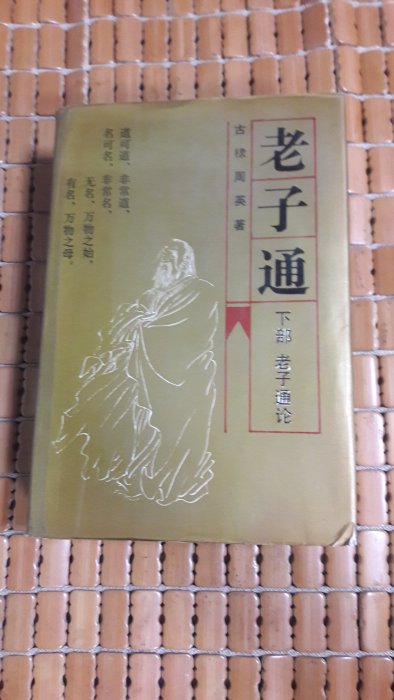 老子通
下部 老子通论
古棣周英著
道可道、非常道、
名可名、非常名、
无名、万物之始、
有名、万物之母。